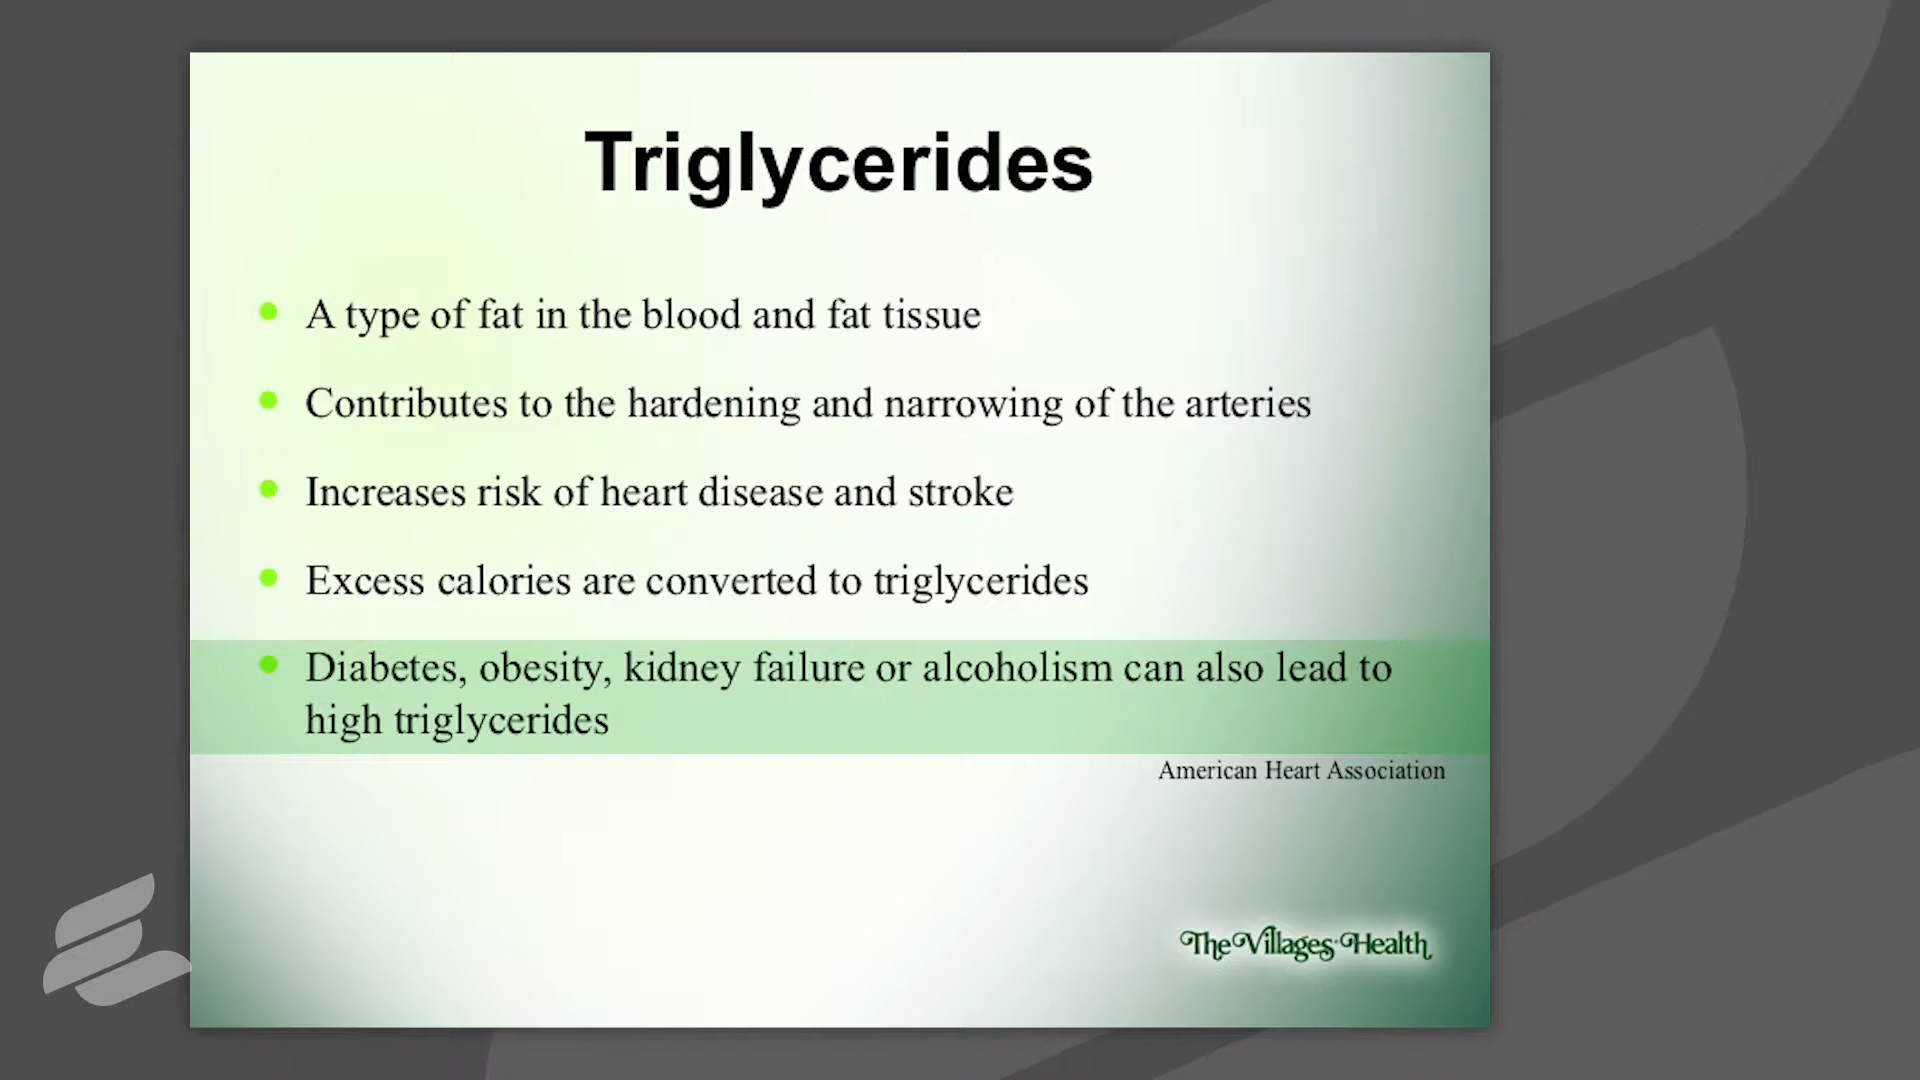 Triglycerides
A type of fat in the blood and fat tissue
Contributes to the hardening and narrowing of the arteries
Increases risk of heart disease and stroke
Excess calories are converted to triglycerides
Diabetes, obesity, kidney failure or alcoholism can also lead to
high triglycerides
American Heart Association
The Villages Health